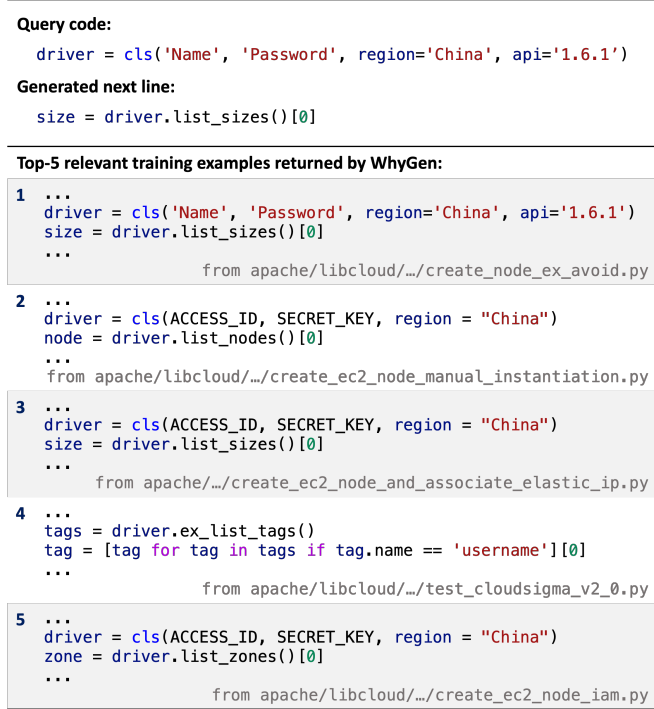 Query code:
driver = cls('Name', 'Password', region='China', api='1.6.1’)
Generated next line:
size = driver.list_sizes()[0]
Top-5 relevant training examples returned by WhyGen:
1 ...
driver = cls('Name', 'Password', region='China', api='1.6.1')
size = driver.list_sizes()[0]
...
from apache/libcloud/…/create_node_ex_avoid.py
2 ...
driver = cls(ACCESS_ID, SECRET_KEY, region = "China")
node = driver.list_nodes()[0]
...
from apache/libcloud/…/create_ec2_node_manual_instantiation.py
3 ...
driver = cls(ACCESS_ID, SECRET_KEY, region = "China")
size = driver.list_sizes()[0]
...
from apache/…/create_ec2_node_and_associate_elastic_ip.py
4 ...
tags = driver.ex_list_tags()
tag = [tag for tag in tags if tag.name == 'username'][0]
...
from apache/libcloud/…/test_cloudsigma_v2_0.py
5 ...
driver = cls(ACCESS_ID, SECRET_KEY, region = "China")
zone = driver.list_zones()[0]
...
from apache/libcloud/…/create_ec2_node_iam.py